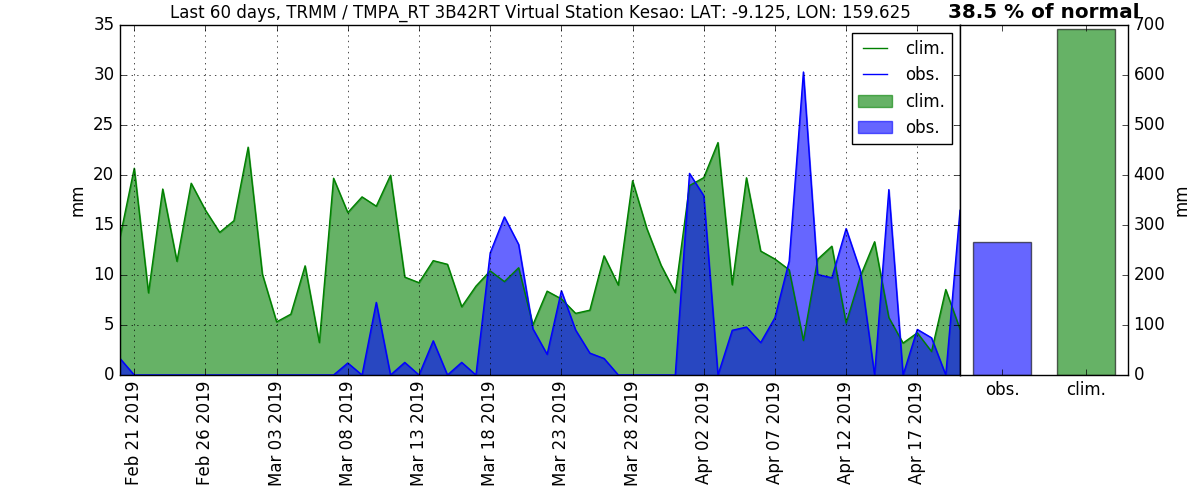 Last 60 days, TRMM / TMPA_RT 3B42RT Virtual Station Kesao: LAT: -9.125, LON: 159.625
38.5 % of normal
35
30
25
20
15
10
5
0
mm
clim.
obs.
clim.
obs.
Feb 21 2019
Feb 26 2019
Mar 03 2019
Mar 08 2019
Mar 13 2019
Mar 18 2019
Mar 23 2019
Mar 28 2019
Apr 02 2019
Apr 07 2019
Apr 12 2019
Apr 17 2019
700
600
500
400
300
200
100
0
mm
obs.
clim.